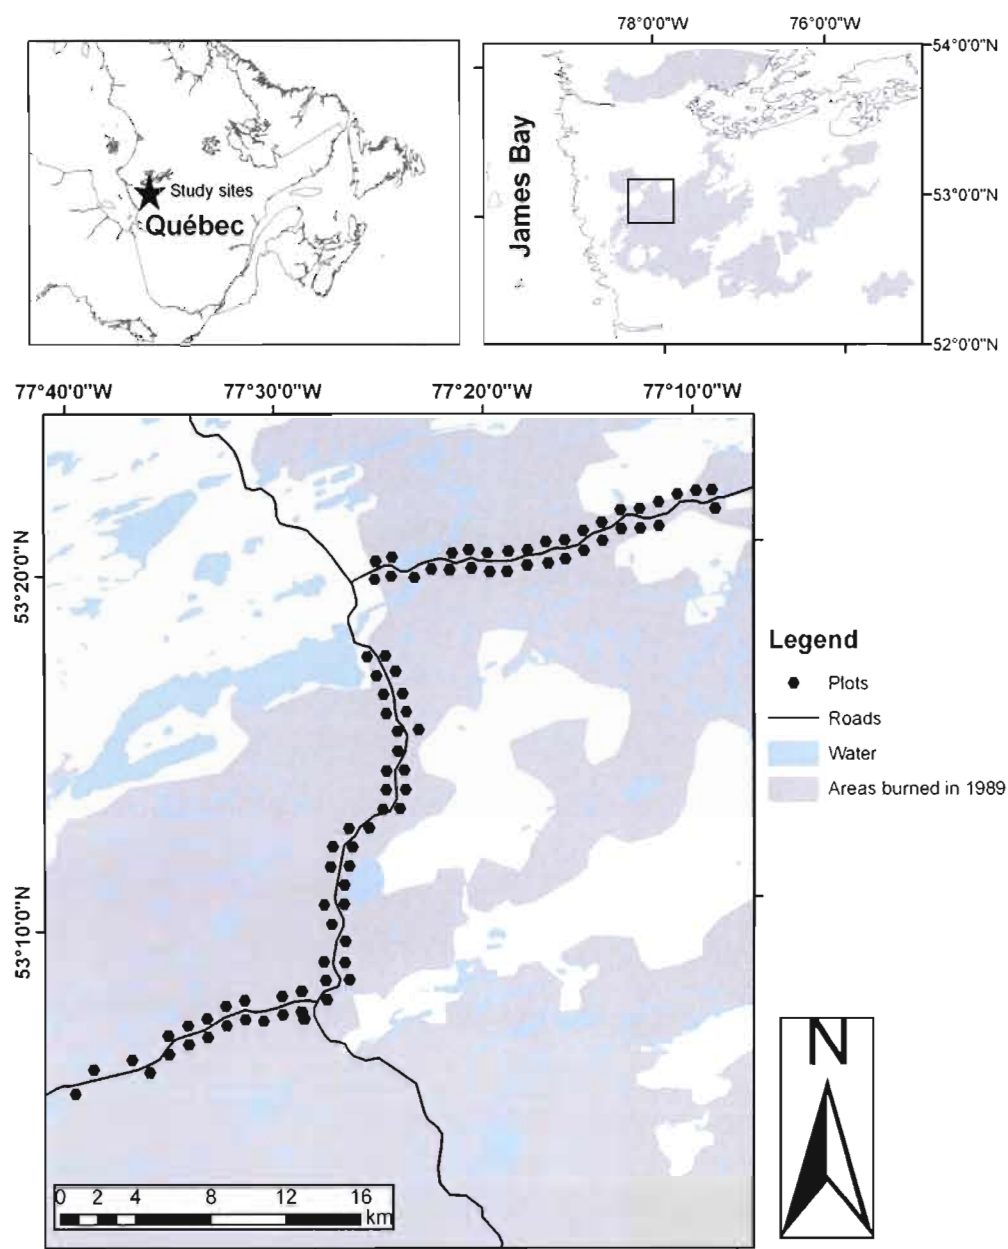 78°0'0"W 76°0'0"W
54°0'0"N
James Bay
Study sites
Québec
53°0'0"N
52°0'0"N
77°40'0"W 77°30'0"W 77°20'0"W 77°10'0"W
53°20'0"N
Legend
Plots
Roads
Water
Areas burned in 1989
53°10'0"N
N
0 2 4 8 12 16
km